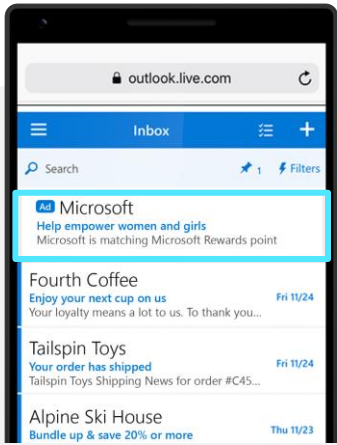 outlook.live.com
Inbox
Search 1 Filters
Ad Microsoft
Help empower women and girls
Microsoft is matching Microsoft Rewards point
Fourth Coffee
Enjoy your next cup on us Fri 11/24
Your loyalty means a lot to us. To thank you...
Tailspin Toys
Your order has shipped Fri 11/24
Tailspin Toys Shipping News for order #C45...
Alpine Ski House
Bundle up & save 20% or more Thu 11/23